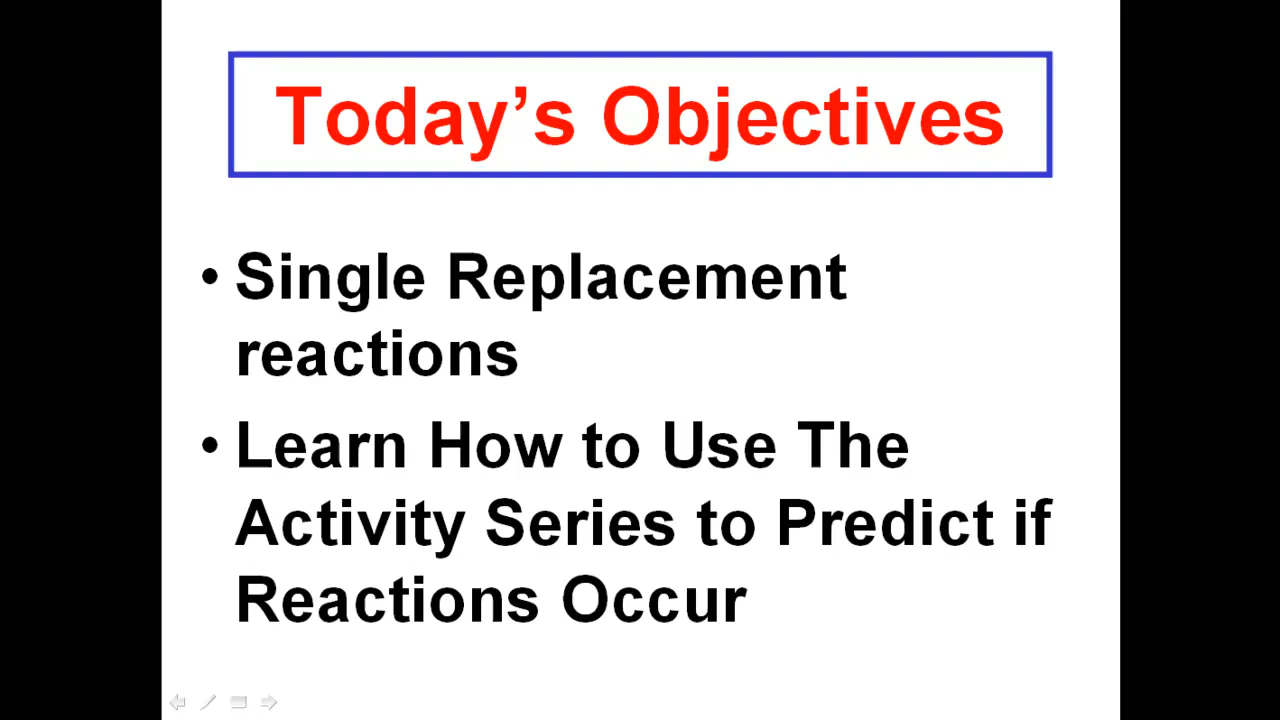 Today’s Objectives
• Single Replacement
reactions
• Learn How to Use The
Activity Series to Predict if
Reactions Occur